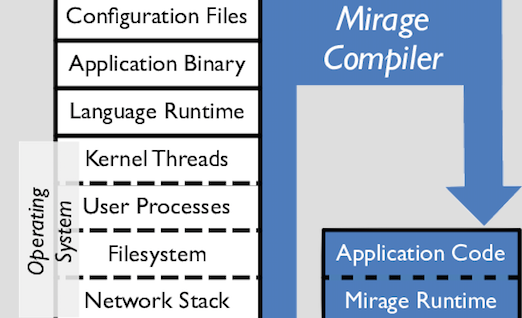 Configuration Files
Application Binary
Language Runtime
Kernel Threads
User Processes
Filesystem
Network Stack
Operating
System
Mirage
Compiler
Application Code
Mirage Runtime